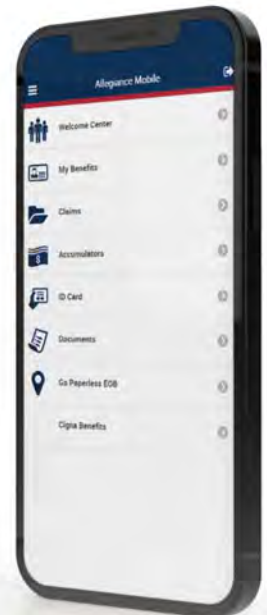 Allegiance Mobile
Welcome Center
My Benefits
Claims
Accumulators
$
ID Card
Documents
Go Paperless EOB
Cigna Benefits